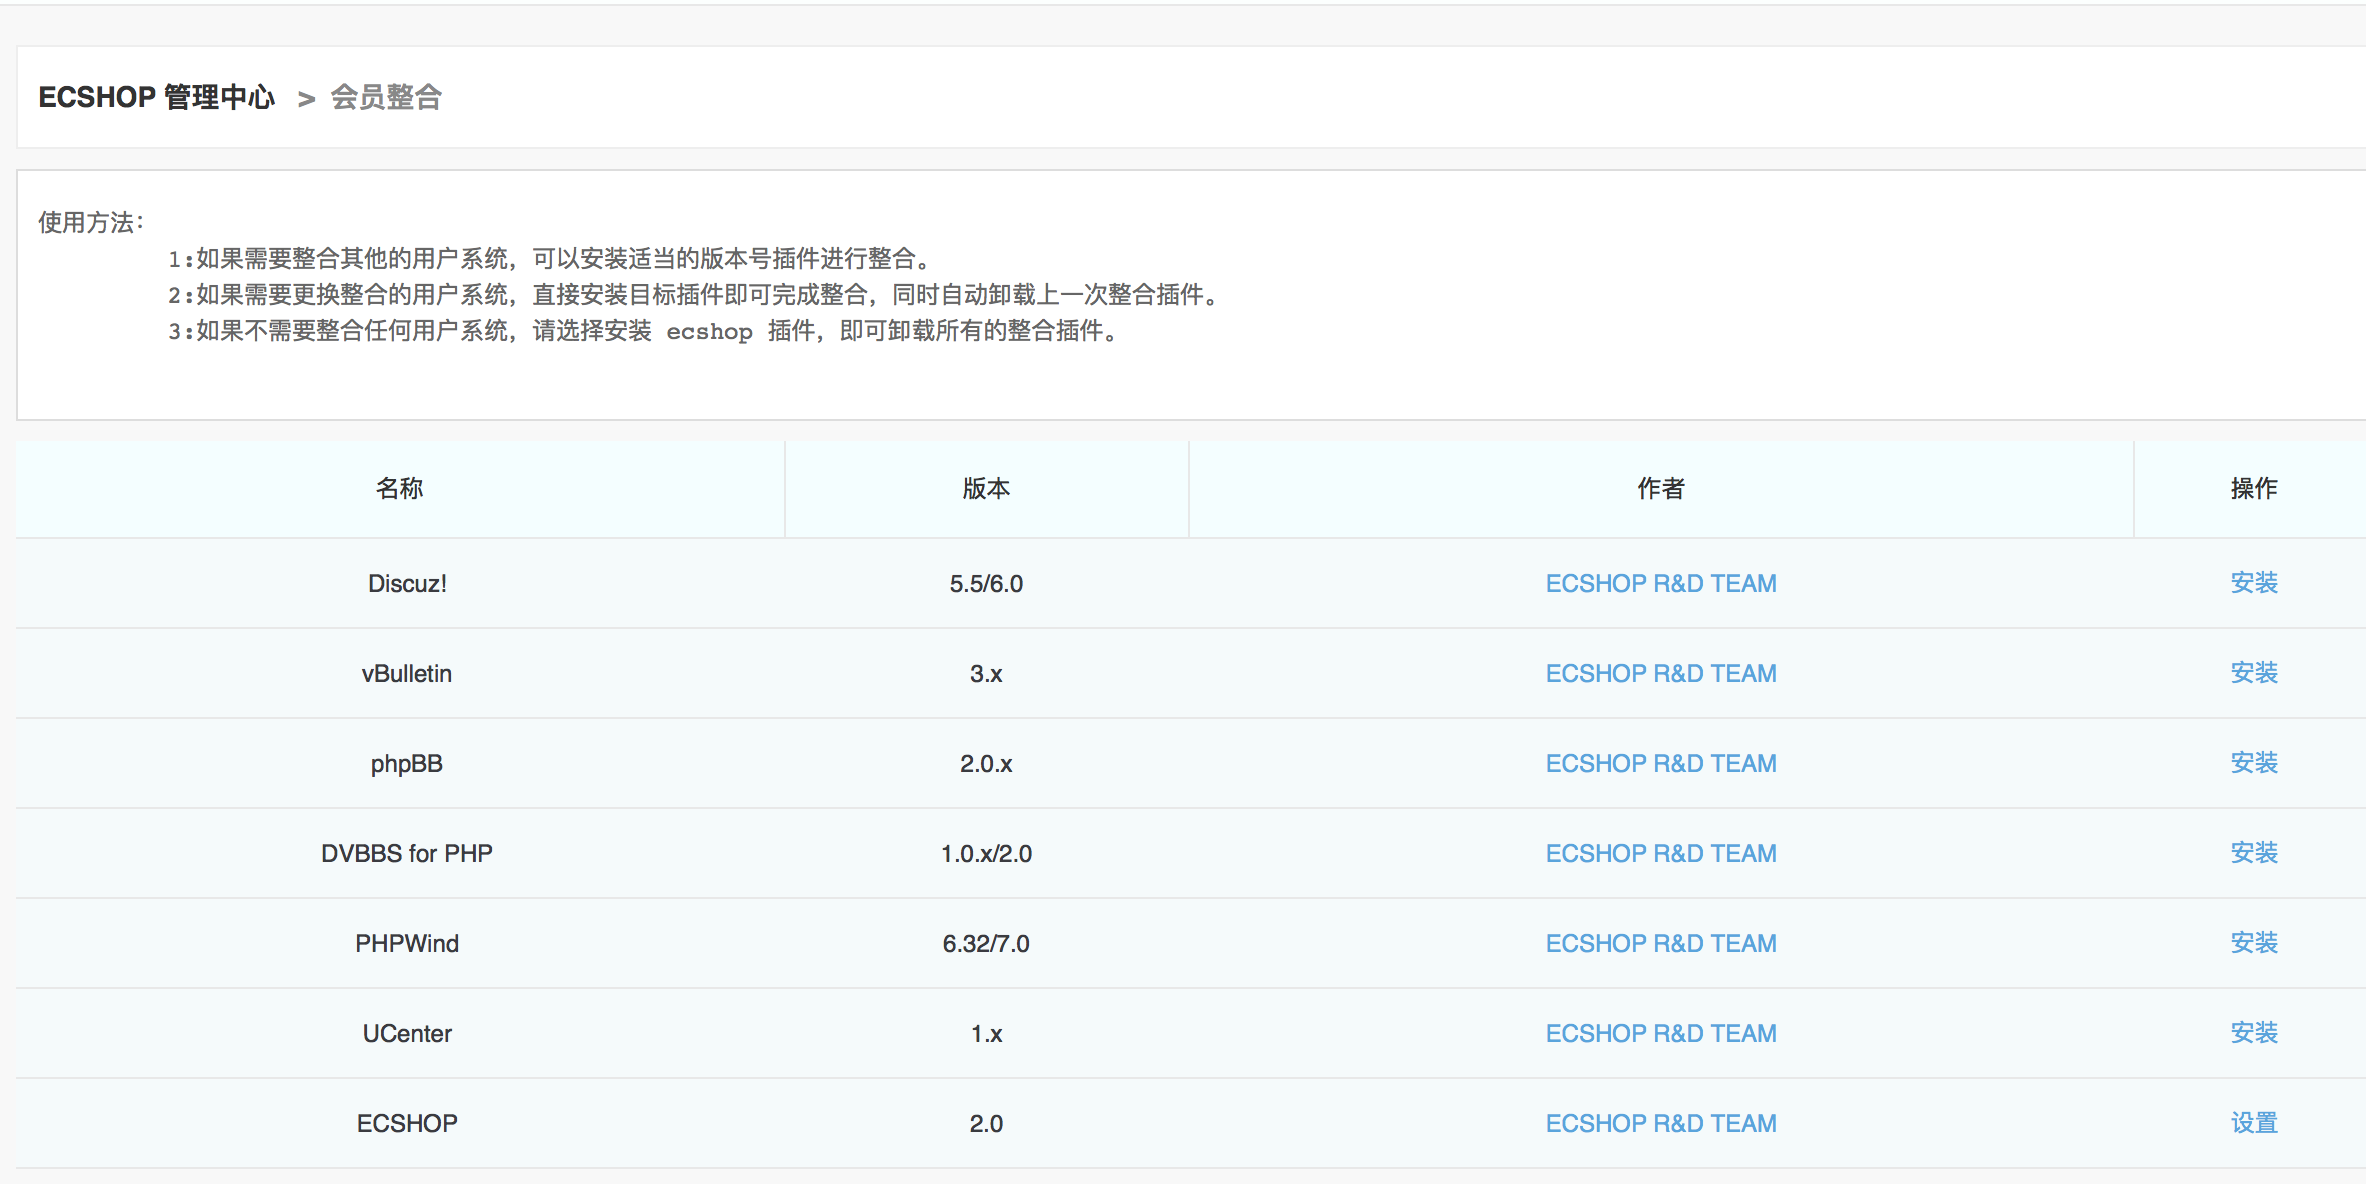 ECSHOP 管理中心 > 会员整合
使用方法：
1:如果需要整合其他的用户系统，可以安装适当的版本号插件进行整合。
2:如果需要更换整合的用户系统，直接安装目标插件即可完成整合，同时自动卸载上一次整合插件。
3:如果不需要整合任何用户系统，请选择安装 ecshop 插件，即可卸载所有的整合插件。
名称 版本 作者 操作
Discuz! 5.5/6.0 ECSHOP R&D TEAM 安装
vBulletin 3.x ECSHOP R&D TEAM 安装
phpBB 2.0.x ECSHOP R&D TEAM 安装
DVBBS for PHP 1.0.x/2.0 ECSHOP R&D TEAM 安装
PHPWind 6.32/7.0 ECSHOP R&D TEAM 安装
UCenter 1.x ECSHOP R&D TEAM 安装
ECSHOP 2.0 ECSHOP R&D TEAM 设置